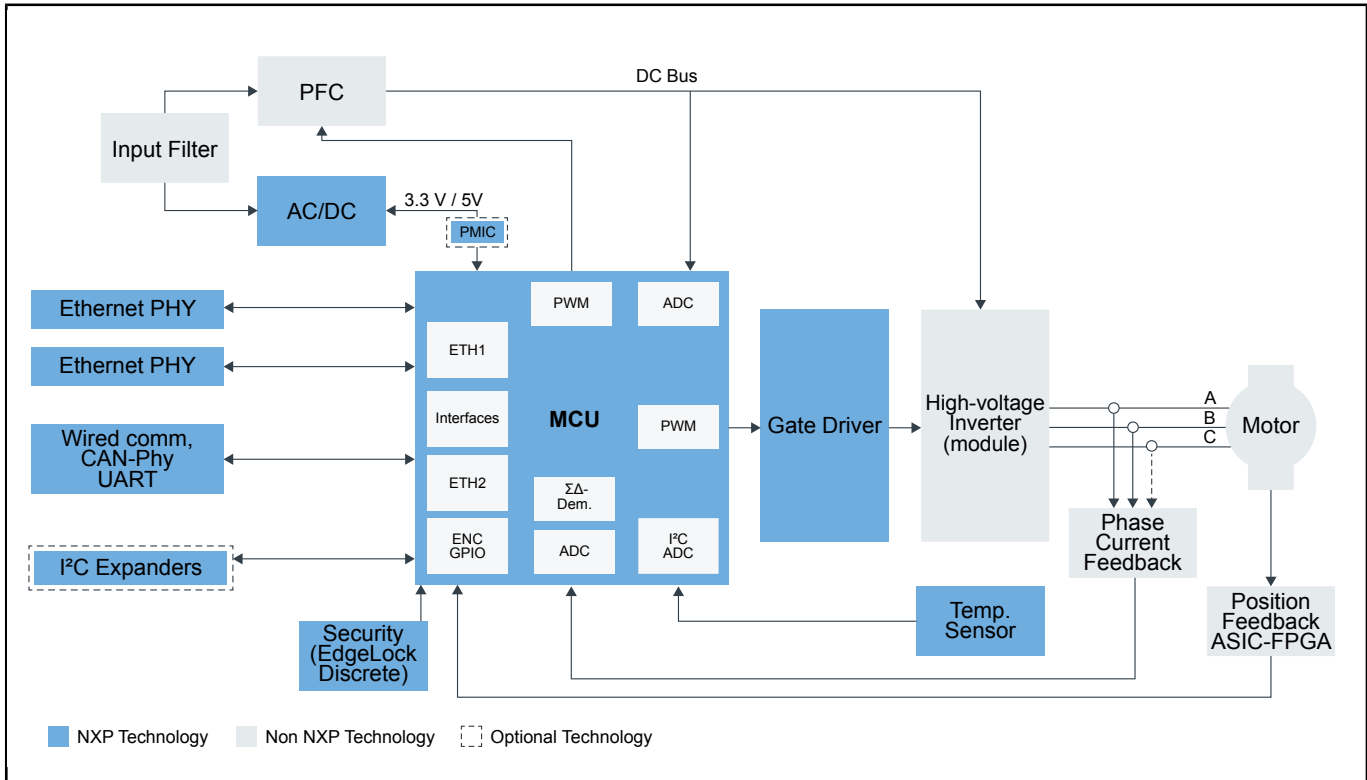 DC Bus
PFC
Input Filter
AC/DC
3.3 V / 5V
PMIC
Ethernet PHY
Ethernet PHY
Wired comm,
CAN-Phy
UART
I²C Expanders
Security
(EdgeLock
Discrete)
PWM
ADC
ETH1
Interfaces
MCU
PWM
ETH2
ΣΔ-
Dem.
ENC
GPIO
ADC
I²C
ADC
Gate Driver
High-voltage
Inverter
(module)
A
B
C
Motor
Phase
Current
Feedback
Temp.
Sensor
Position
Feedback
ASIC-FPGA
NXP Technology
Non NXP Technology
Optional Technology